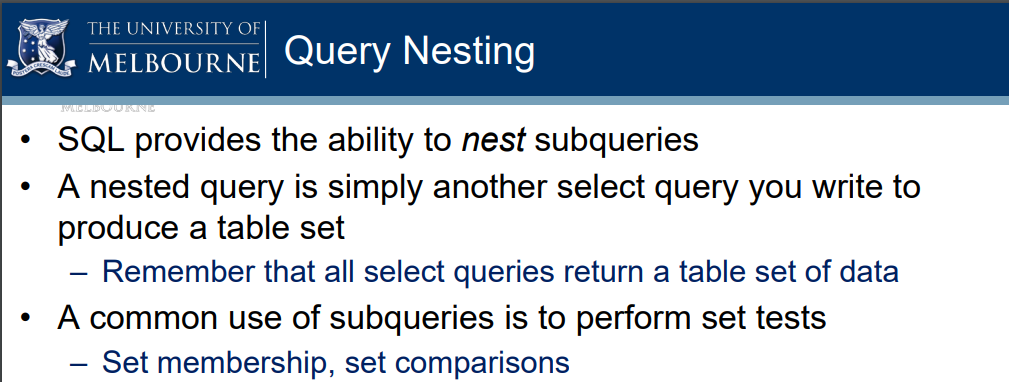 THE UNIVERSITY OF
MELBOURNE
Query Nesting
MELBOURNE
• SQL provides the ability to nest subqueries
• A nested query is simply another select query you write to
produce a table set
– Remember that all select queries return a table set of data
• A common use of subqueries is to perform set tests
– Set membership, set comparisons